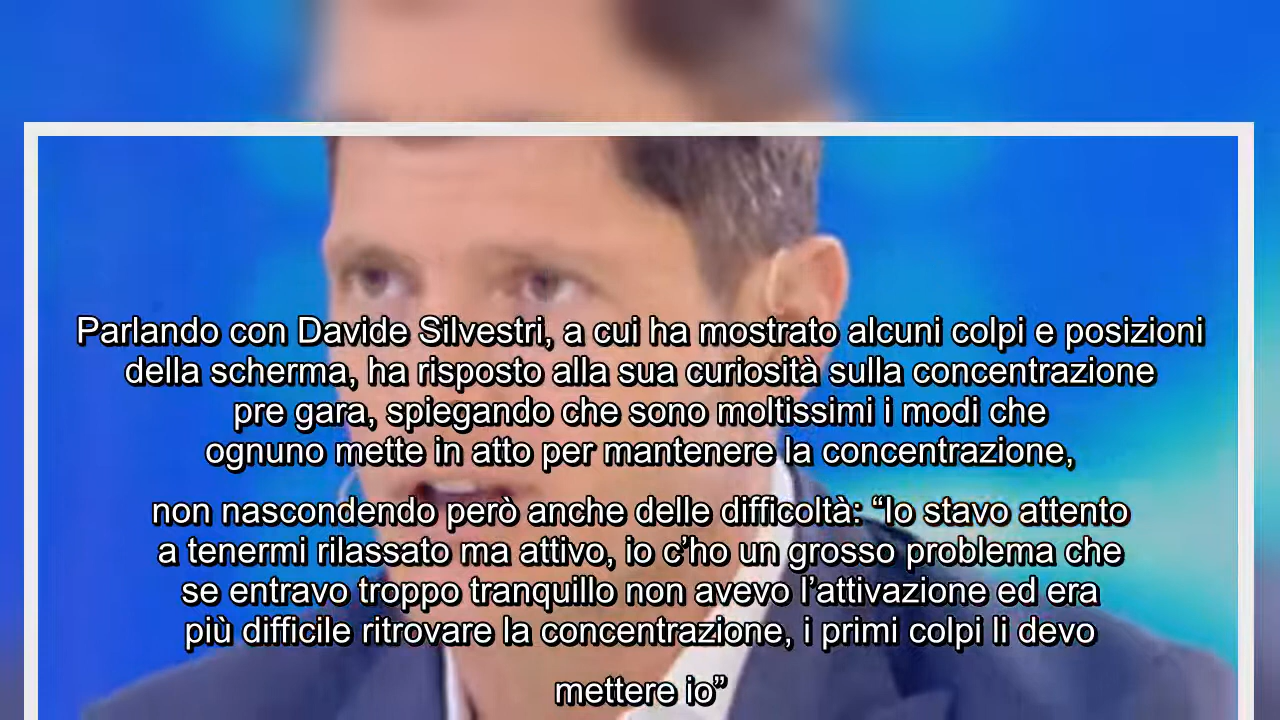 Parlando con Davide Silvestri, a cui ha mostrato alcuni colpi e posizioni
della scherma, ha risposto alla sua curiosità sulla concentrazione
pre gara, spiegando che sono moltissimi i modi che
ognuno mette in atto per mantenere la concentrazione,
non nascondendo però anche delle difficoltà: “Io stavo attento
a tenermi rilassato ma attivo, io c’ho un grosso problema che
se entravo troppo tranquillo non avevo l’attivazione ed era
più difficile ritrovare la concentrazione, i primi colpi li devo
mettere io”